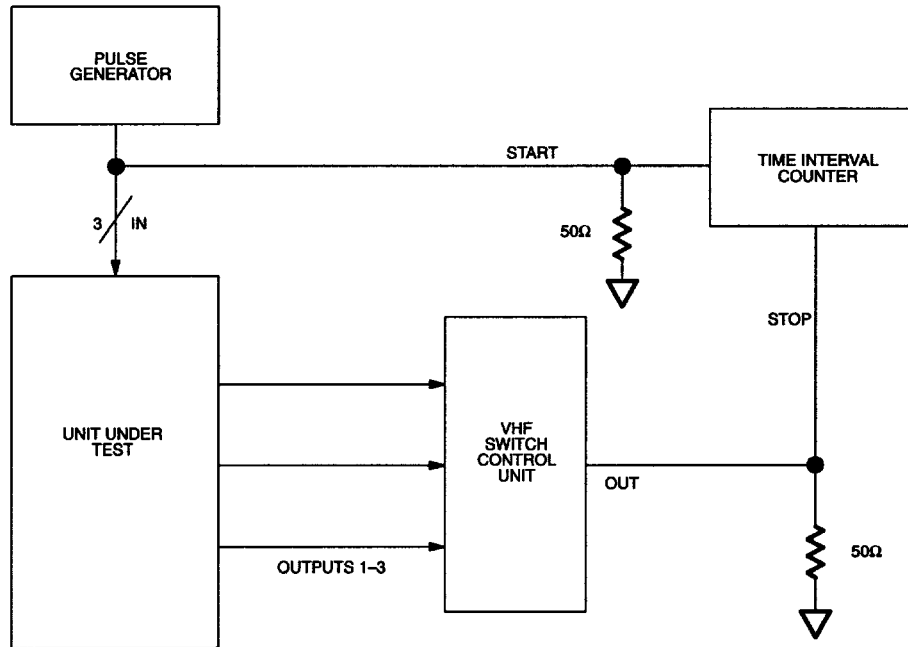 PULSE
GENERATOR
START
TIME INTERVAL
COUNTER
3
IN
50Ω
STOP
UNIT UNDER
TEST
VHF
SWITCH
CONTROL
UNIT
OUT
50Ω
OUTPUTS 1–3